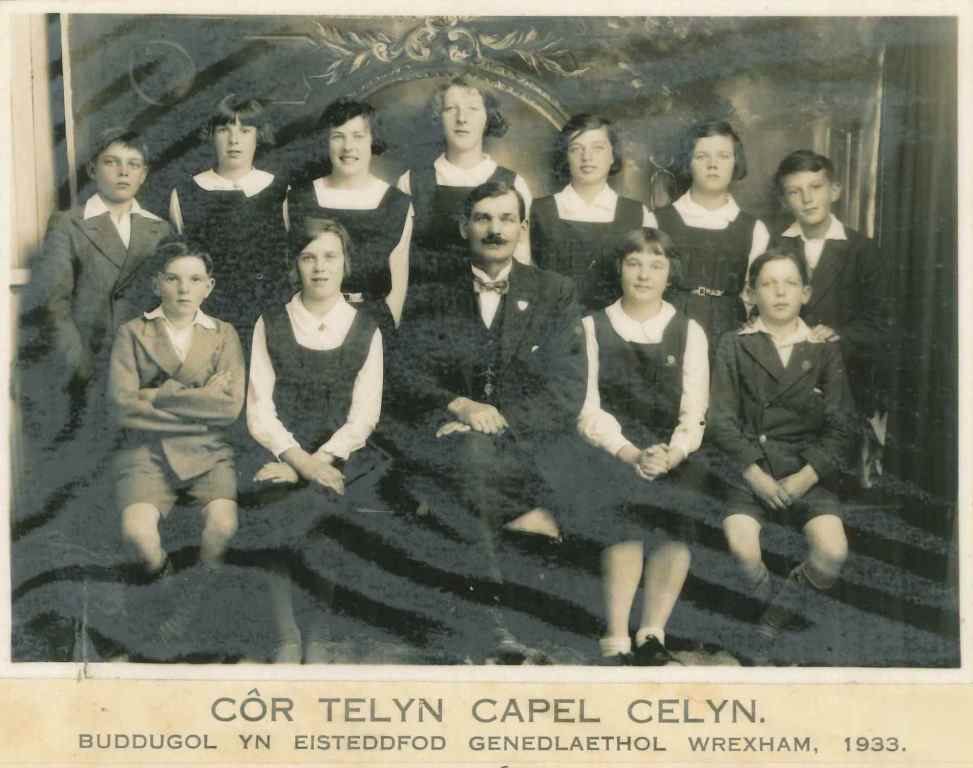 CÔR TELYN CAPEL CELYN.
BUDDUGOL YN EISTEDDFOD GENEDLAETHOL WREXHAM, 1933.